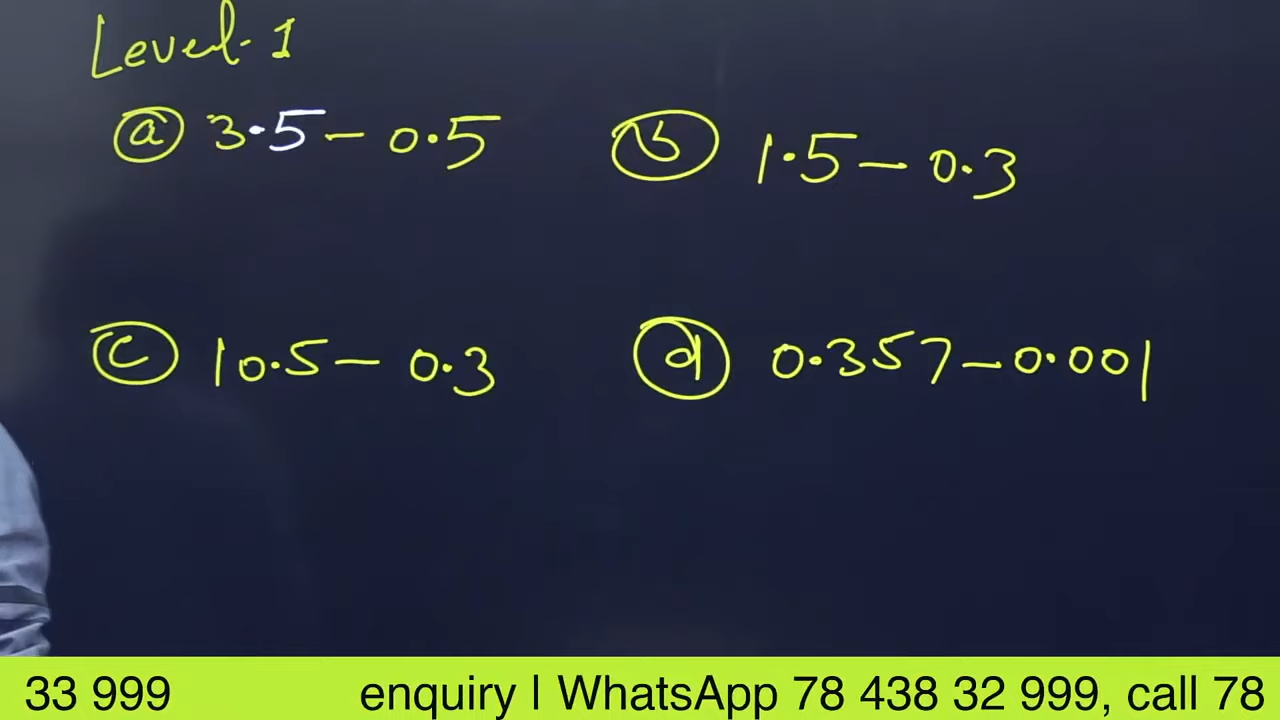 Level-1
(a) 3.5 - 0.5
(b) 1.5 - 0.3
(c) 10.5 - 0.3
(d) 0.357 - 0.001
33 999 enquiry I WhatsApp 78 438 32 999, call 78